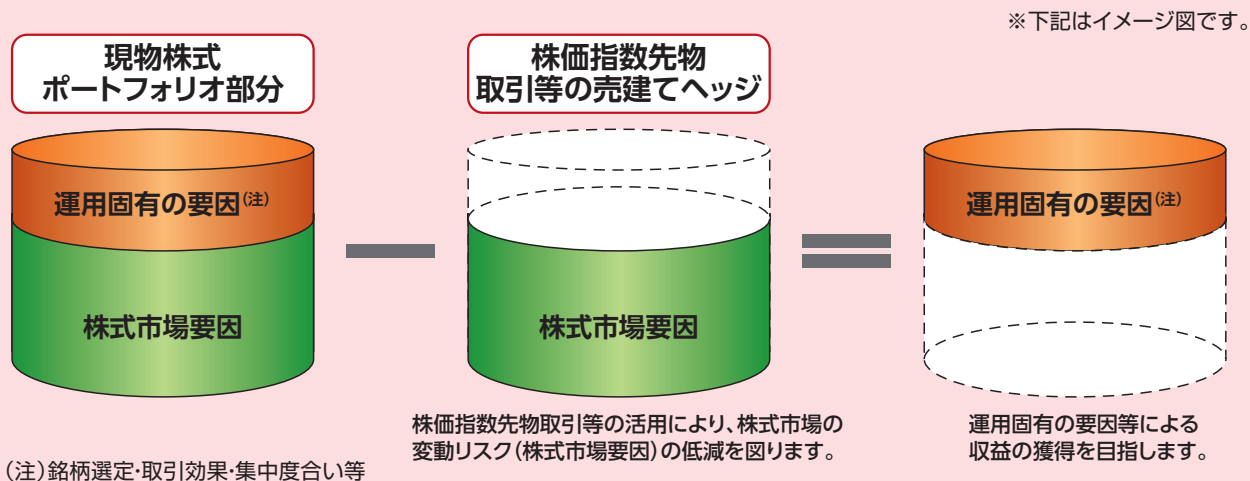 ※下記はイメージ図です。
現物株式
ポートフォリオ部分
運用固有の要因(注)
株式市場要因
株価指数先物
取引等の売建てヘッジ
株式市場要因
株価指数先物取引等の活用により、株式市場の
変動リスク(株式市場要因)の低減を図ります。
運用固有の要因(注)
運用固有の要因等による
収益の獲得を目指します。
(注)銘柄選定・取引効果・集中度合い等